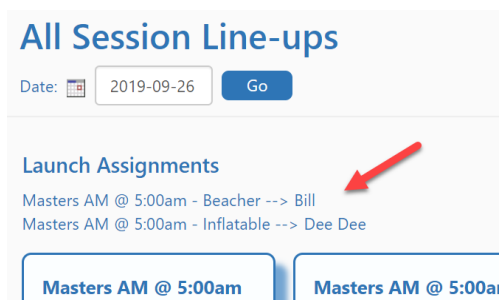 All Session Line-ups
Date: 2019-09-26 Go
Launch Assignments
Masters AM @ 5:00am - Beacher --> Bill
Masters AM @ 5:00am - Inflatable --> Dee Dee
Masters AM @ 5:00am Masters AM @ 5:00a